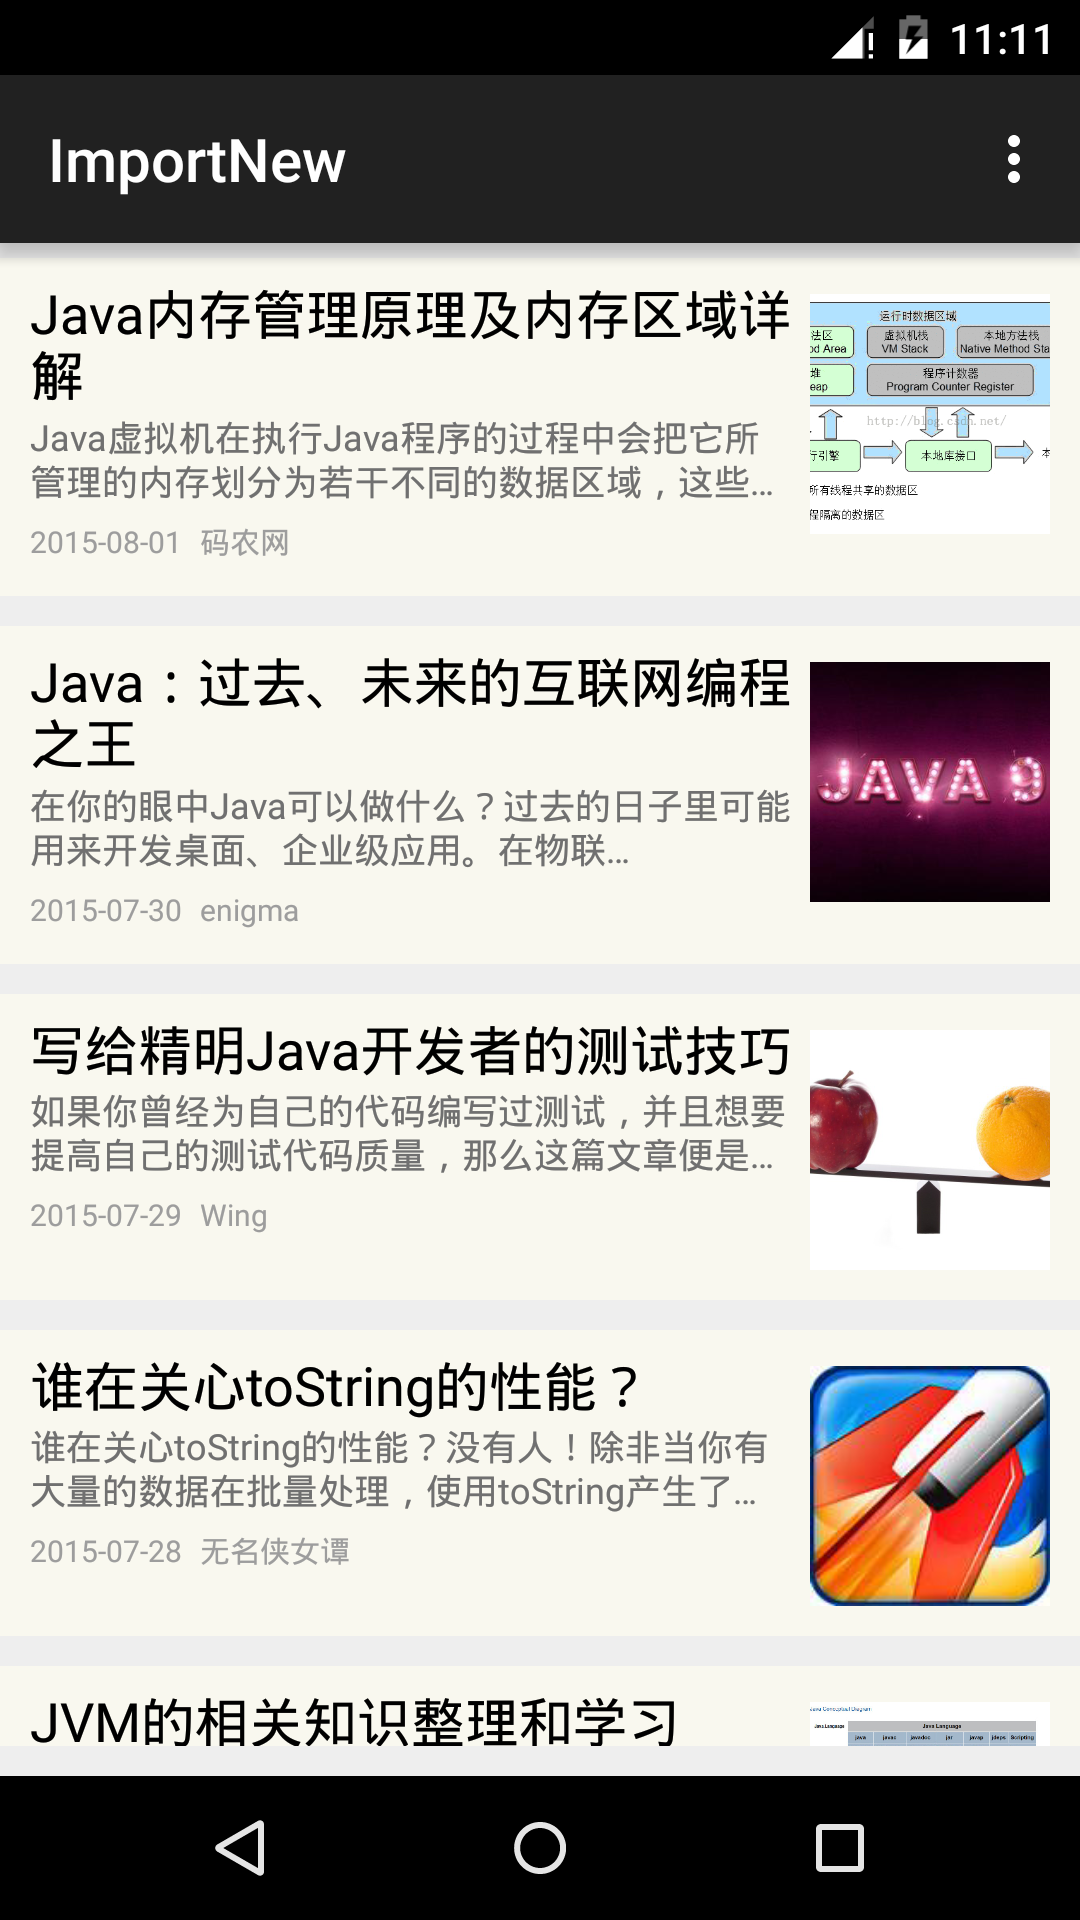 11:11
ImportNew
Java内存管理原理及内存区域详
解
Java虚拟机在执行Java程序的过程中会把它所
管理的内存划分为若干不同的数据区域，这些…
2015-08-01 码农网
运行时数据区域
法区
od Area
虚拟机栈
VM Stack
本地方法栈
Native Method Sta
堆
eap
程序计数器
Program Counter Register
http://blog.csdn.net/
行引擎
本地库接口
本
所有线程共享的数据区
程隔离的数据区
Java：过去、未来的互联网编程
之王
在你的眼中Java可以做什么？过去的日子里可能
用来开发桌面、企业级应用。在物联…
2015-07-30 enigma
JAVA 9
写给精明Java开发者的测试技巧
如果你曾经为自己的代码编写过测试，并且想要
提高自己的测试代码质量，那么这篇文章便是…
2015-07-29 Wing
谁在关心toString的性能？
谁在关心toString的性能？没有人！除非当你有
大量的数据在批量处理，使用toString产生了…
2015-07-28 无名侠女谭
JVM的相关知识整理和学习
Java Conceptual Diagram
Java Language
Java Language
java javac javadoc jar javap jdeps Scripting